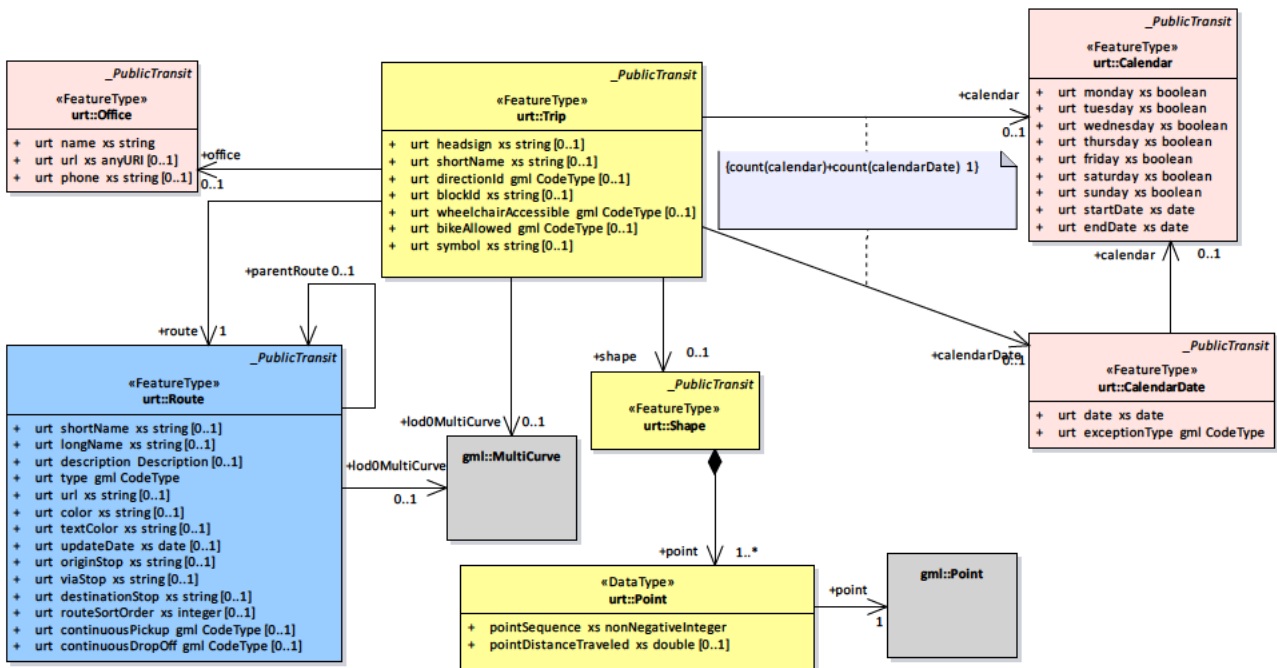 _PublicTransit
«FeatureType»
urt::Office
+ urt name xs string
+ urt url xs anyURI [0..1]
+ urt phone xs string [0..1]
+office
0..1
_PublicTransit
«FeatureType»
urt::Trip
+ urt headsign xs string [0..1]
+ urt shortName xs string [0..1]
+ urt directionId gml CodeType [0..1]
+ urt blockId xs string [0..1]
+ urt wheelchairAccessible gml CodeType [0..1]
+ urt bikeAllowed gml CodeType [0..1]
+ urt symbol xs string [0..1]
+calendar
0..1
{count(calendar)+count(calendarDate) 1}
_PublicTransit
«FeatureType»
urt::Calendar
+ urt monday xs boolean
+ urt tuesday xs boolean
+ urt wednesday xs boolean
+ urt thursday xs boolean
+ urt friday xs boolean
+ urt saturday xs boolean
+ urt sunday xs boolean
+ urt startDate xs date
+ urt endDate xs date
+calendar 0..1
+parentRoute 0..1
+route 1
+shape 0..1
+calendarDate
0..1
_PublicTransit
«FeatureType»
urt::CalendarDate
+ urt date xs date
+ urt exceptionType gml CodeType
_PublicTransit
«FeatureType»
urt::Route
+ urt shortName xs string [0..1]
+ urt longName xs string [0..1]
+ urt description Description [0..1]
+ urt type gml CodeType
+ urt url xs string [0..1]
+ urt color xs string [0..1]
+ urt textColor xs string [0..1]
+ urt updateDate xs date [0..1]
+ urt originStop xs string [0..1]
+ urt viaStop xs string [0..1]
+ urt destinationStop xs string [0..1]
+ urt routeSortOrder xs integer [0..1]
+ urt continuousPickup gml CodeType [0..1]
+ urt continuousDropOff gml CodeType [0..1]
+lod0MultiCurve 0..1
+lod0MultiCurve
0..1
gml::MultiCurve
_PublicTransit
«FeatureType»
urt::Shape
+point 1..*
«DataType»
urt::Point
+ pointSequence xs nonNegativeInteger
+ pointDistanceTraveled xs double [0..1]
+point
1
gml::Point